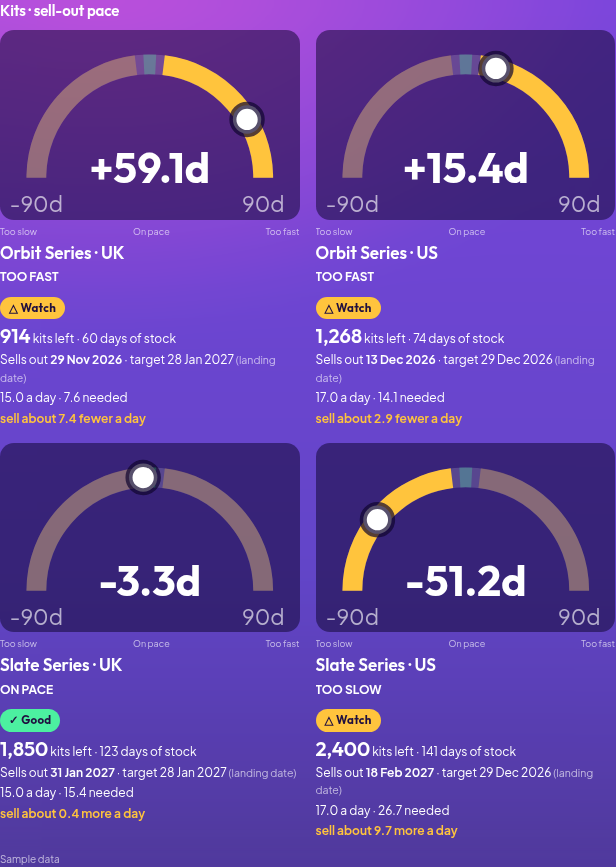 Kits · sell-out pace
+59.1d
-90d 90d
Too slow On pace Too fast
Orbit Series · UK
TOO FAST
△ Watch
914 kits left · 60 days of stock
Sells out 29 Nov 2026 · target 28 Jan 2027 (landing
date)
15.0 a day · 7.6 needed
sell about 7.4 fewer a day
+15.4d
-90d 90d
Too slow On pace Too fast
Orbit Series · US
TOO FAST
△ Watch
1,268 kits left · 74 days of stock
Sells out 13 Dec 2026 · target 29 Dec 2026 (landing
date)
17.0 a day · 14.1 needed
sell about 2.9 fewer a day
-3.3d
-90d 90d
Too slow On pace Too fast
Slate Series · UK
ON PACE
✓ Good
1,850 kits left · 123 days of stock
Sells out 31 Jan 2027 · target 28 Jan 2027 (landing date)
15.0 a day · 15.4 needed
sell about 0.4 more a day
-51.2d
-90d 90d
Too slow On pace Too fast
Slate Series · US
TOO SLOW
△ Watch
2,400 kits left · 141 days of stock
Sells out 18 Feb 2027 · target 29 Dec 2026 (landing
date)
17.0 a day · 26.7 needed
sell about 9.7 more a day
Sample data